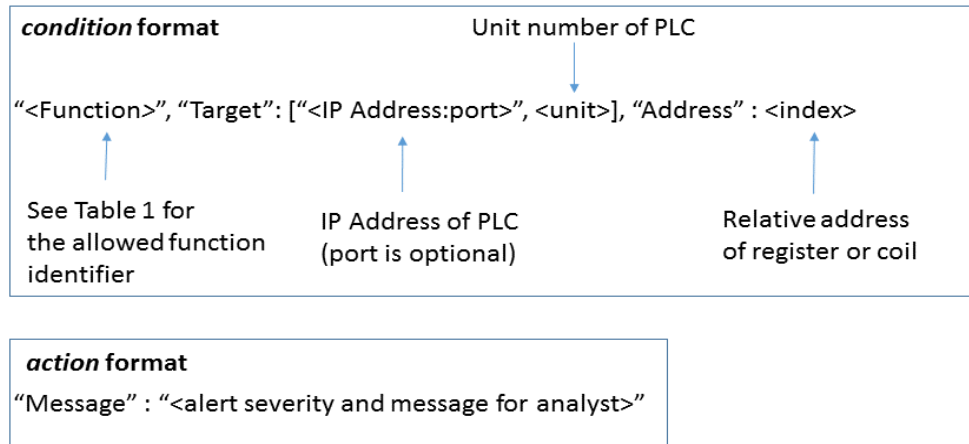 condition format
Unit number of PLC
“<Function>”, “Target”: [“<IP Address:port>”, <unit>], “Address” : <index>
See Table 1 for
the allowed function
identifier
IP Address of PLC
(port is optional)
Relative address
of register or coil
action format
“Message” : “<alert severity and message for analyst>”